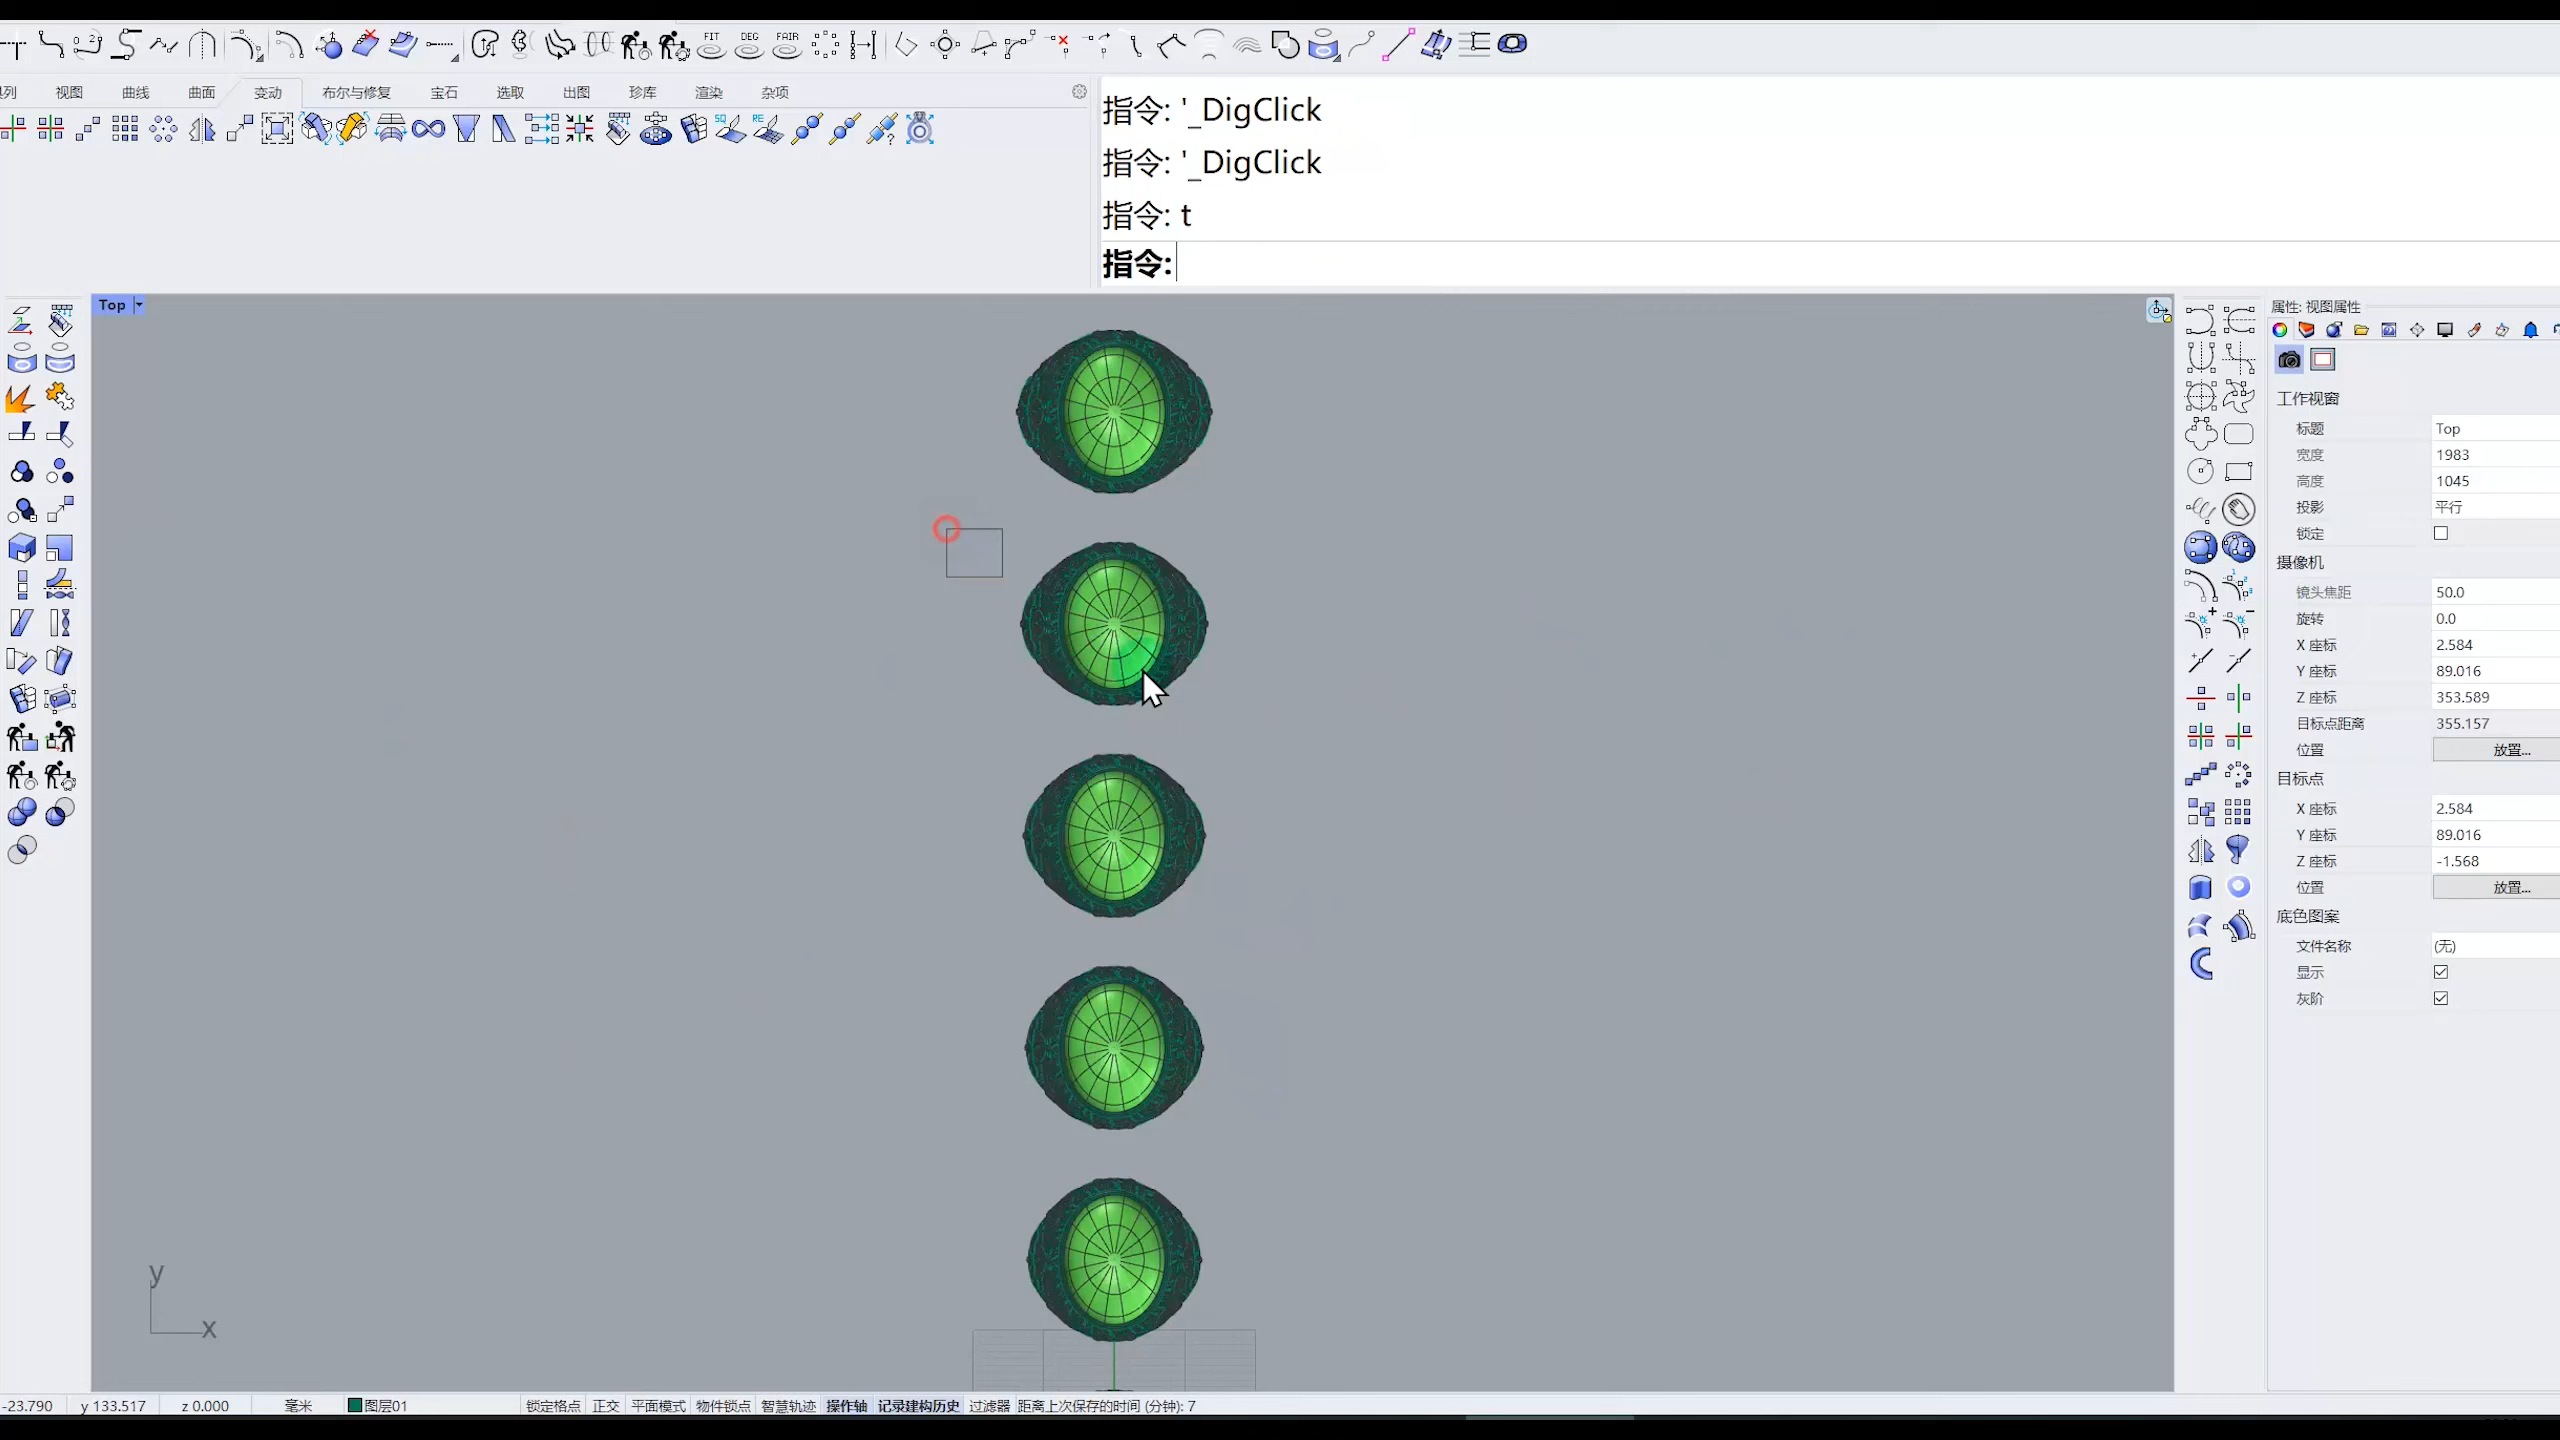 FIT DEG FAIR
列 视图 曲线 曲面 变动 布尔与修复 宝石 选取 出图 珍库 渲染 杂项
SQ RE
指令: '_DigClick
指令: '_DigClick
指令: t
指令:
Top
属性: 视图属性
工作视窗
标题 Top
宽度 1983
高度 1045
投影 平行
锁定
摄像机
镜头焦距 50.0
旋转 0.0
X 座标 2.584
Y 座标 89.016
Z 座标 353.589
目标点距离 355.157
位置 放置...
目标点
X 座标 2.584
Y 座标 89.016
Z 座标 -1.568
位置 放置...
底色图案
文件名称 (无)
显示
灰阶
y
x
-23.790 y 133.517 z 0.000 毫米 图层01 锁定格点 正交 平面模式 物件锁点 智慧轨迹 操作轴 记录建构历史 过滤器 距离上次保存的时间 (分钟): 7